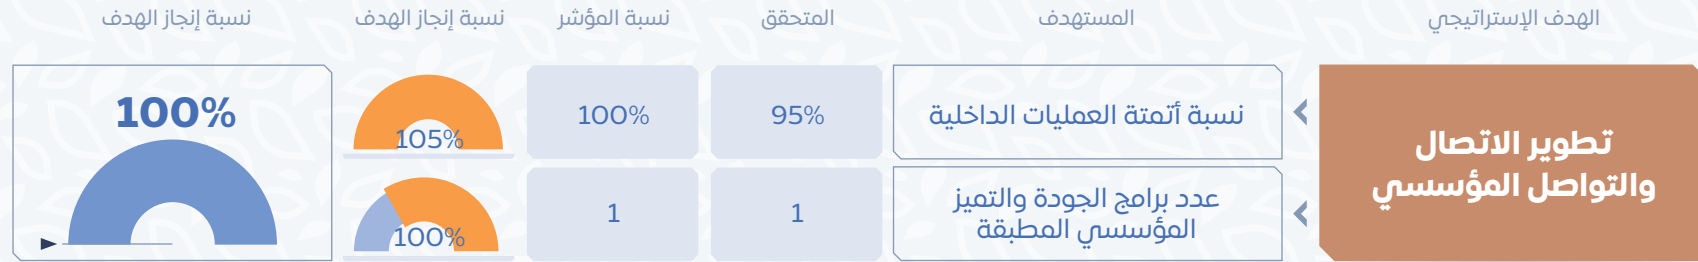 الهدف الإستراتيجي
المستهدف
المتحقق
نسبة المؤشر
نسبة إنجاز الهدف
نسبة إنجاز الهدف
تطوير الاتصال
والتواصل المؤسسي
نسبة أتمتة العمليات الداخلية
95%
100%
105%
100%
عدد برامج الجودة والتميز
المؤسسي المطبقة
1
1
100%